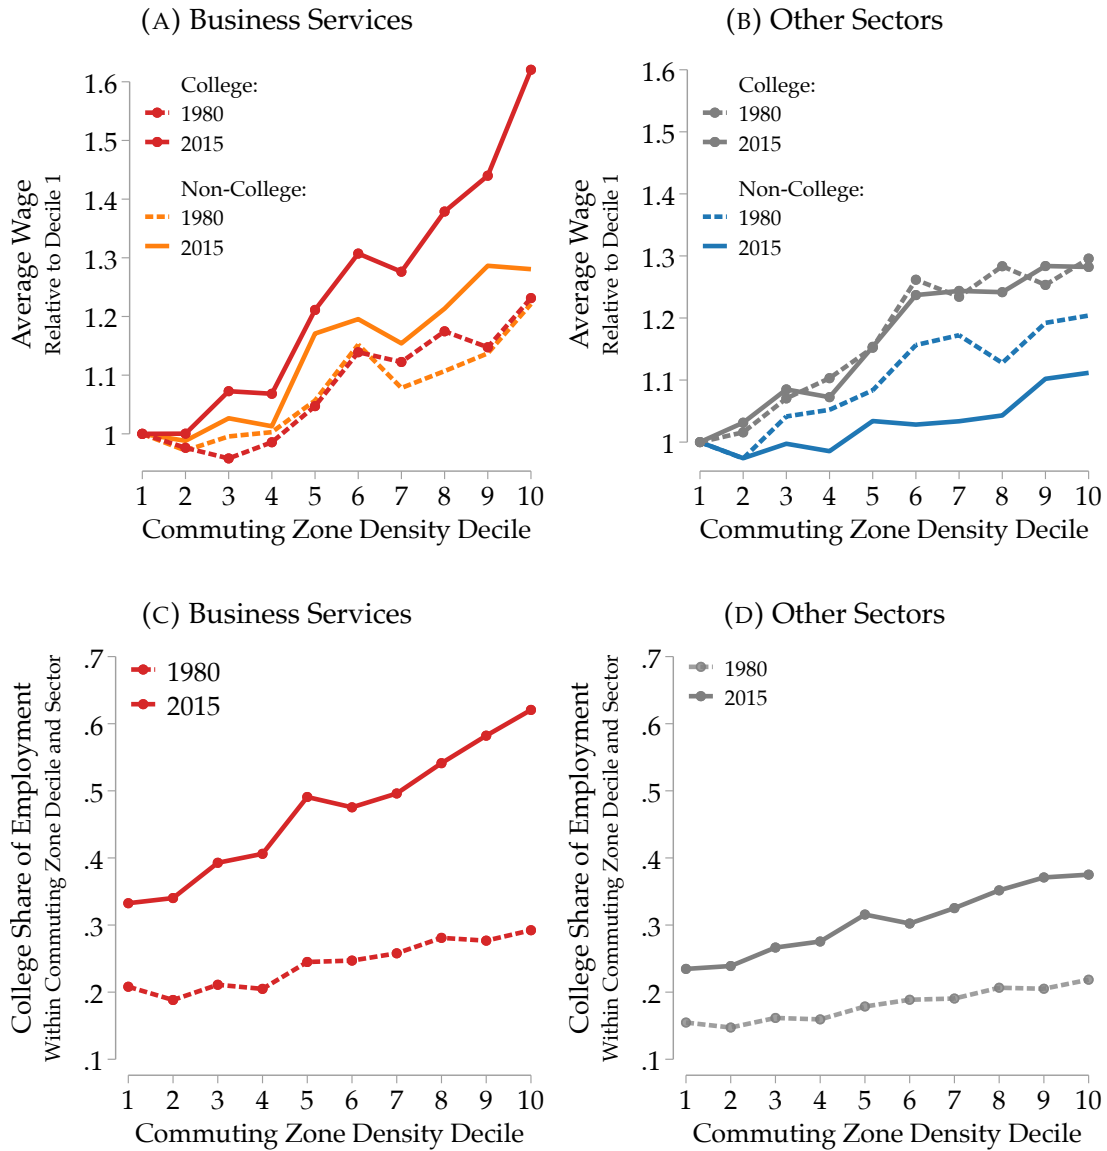 (A) Business Services
Average Wage
Relative to Decile 1
1.6
1.5
1.4
1.3
1.2
1.1
1
College:
1980
2015
Non-College:
1980
2015
1 2 3 4 5 6 7 8 9 10
Commuting Zone Density Decile
(B) Other Sectors
Average Wage
Relative to Decile 1
1.6
1.5
1.4
1.3
1.2
1.1
1
College:
1980
2015
Non-College:
1980
2015
1 2 3 4 5 6 7 8 9 10
Commuting Zone Density Decile
(C) Business Services
College Share of Employment
Within Commuting Zone Decile and Sector
.7
.6
.5
.4
.3
.2
.1
1980
2015
1 2 3 4 5 6 7 8 9 10
Commuting Zone Density Decile
(D) Other Sectors
College Share of Employment
Within Commuting Zone Decile and Sector
.7
.6
.5
.4
.3
.2
.1
1980
2015
1 2 3 4 5 6 7 8 9 10
Commuting Zone Density Decile